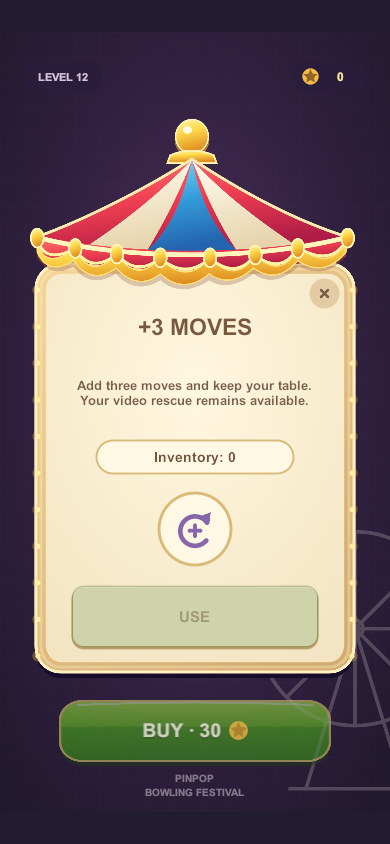 LEVEL 12
0
+3 MOVES
Add three moves and keep your table.
Your video rescue remains available.
Inventory: 0
USE
BUY · 30
PINPOP
BOWLING FESTIVAL